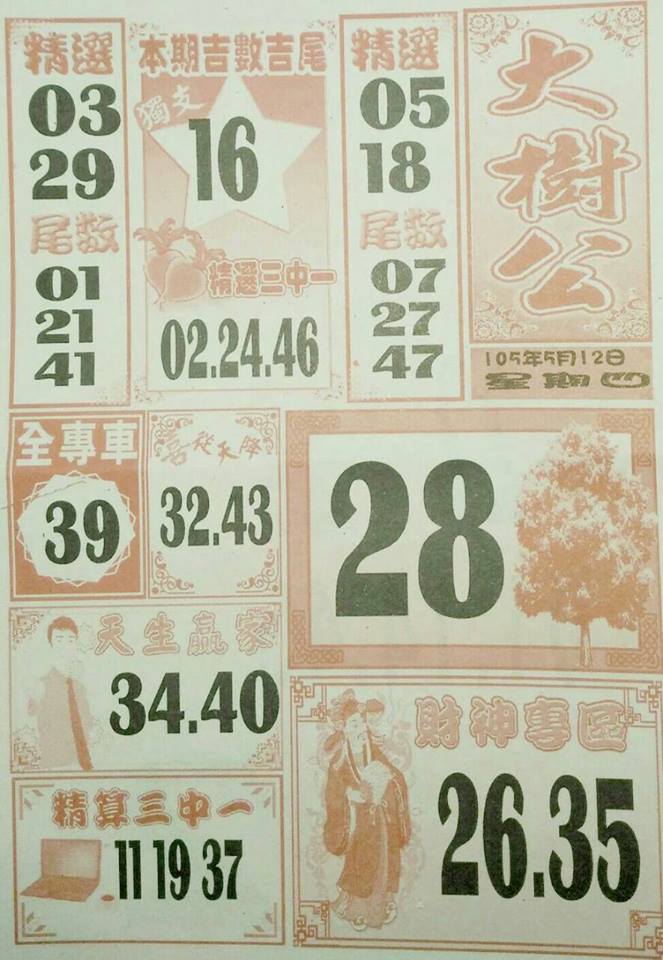 精選
03
29
尾数
01
21
41
本期吉數吉尾
獨支
16
精選三中一
02.24.46
精選
05
18
尾数
07
27
47
大樹公
105年5月12日
星期四
全專車
39
喜從天降
32.43
28
天生贏家
34.40
財神專區
26.35
精算三中一
11 19 37